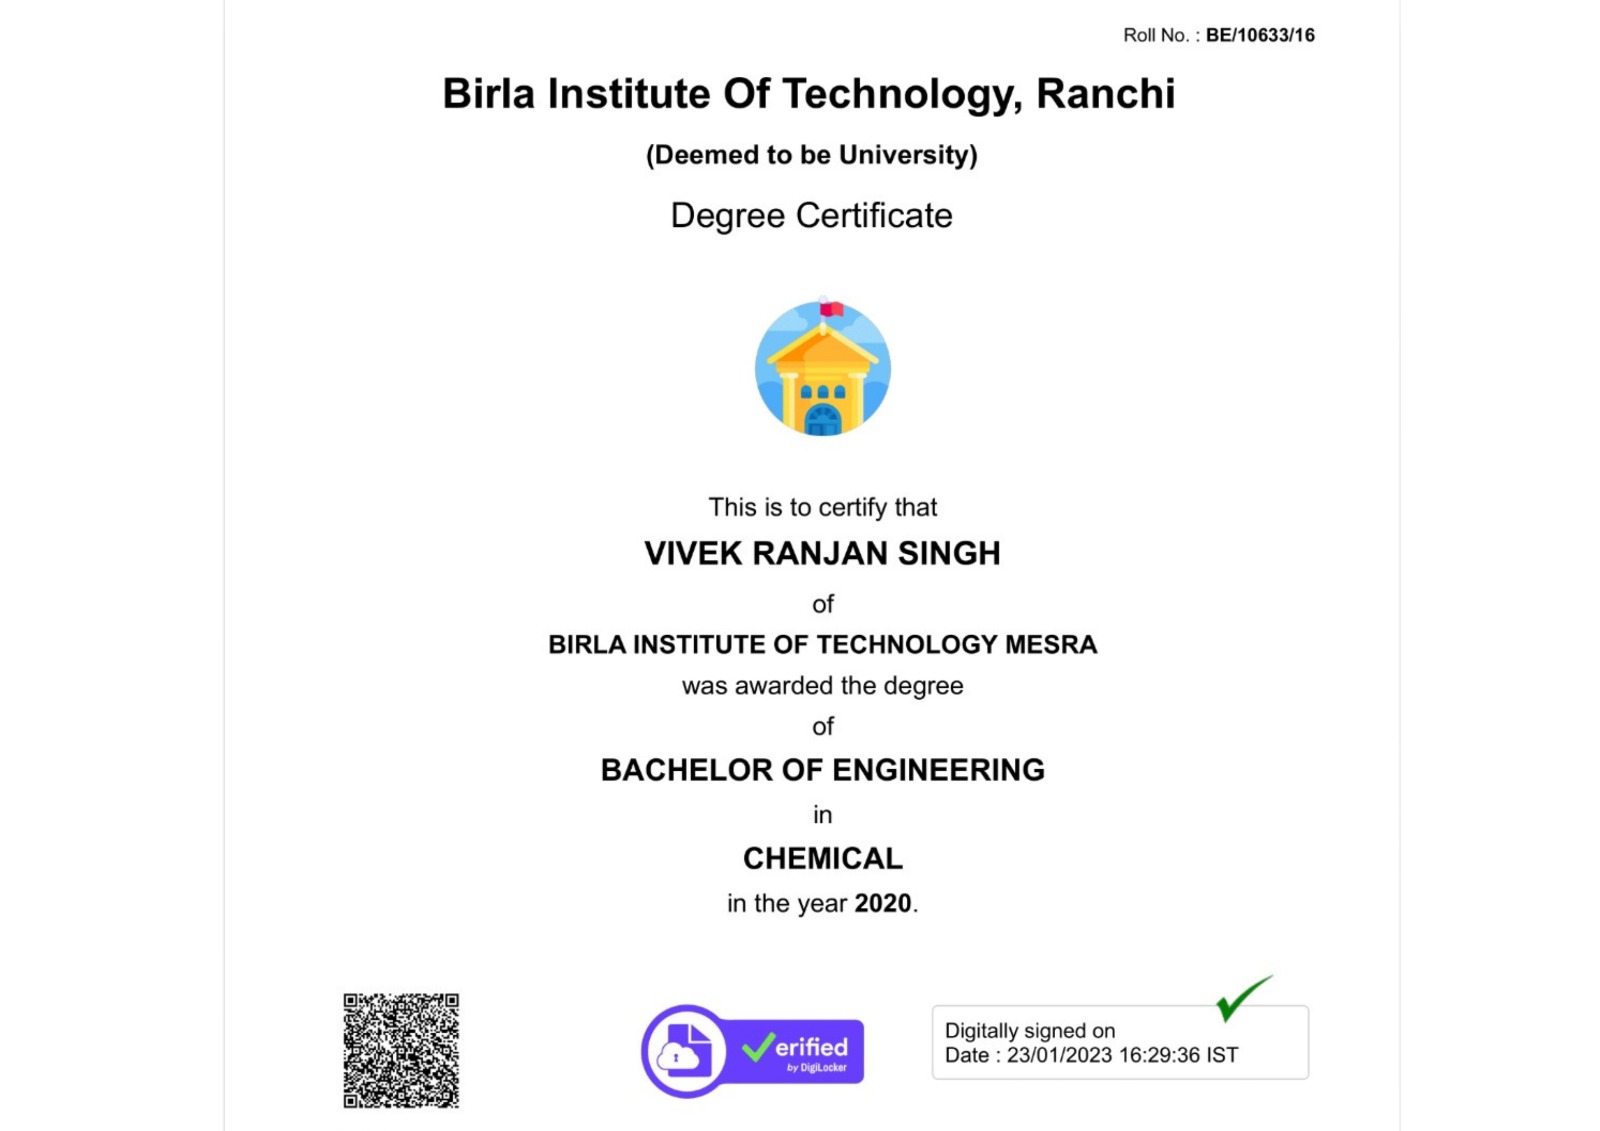 Roll No. : BE/10633/16
Birla Institute Of Technology, Ranchi
(Deemed to be University)
Degree Certificate
This is to certify that
VIVEK RANJAN SINGH
of
BIRLA INSTITUTE OF TECHNOLOGY MESRA
was awarded the degree
of
BACHELOR OF ENGINEERING
in
CHEMICAL
in the year 2020.
Verified
by DigiLocker
Digitally signed on
Date : 23/01/2023 16:29:36 IST